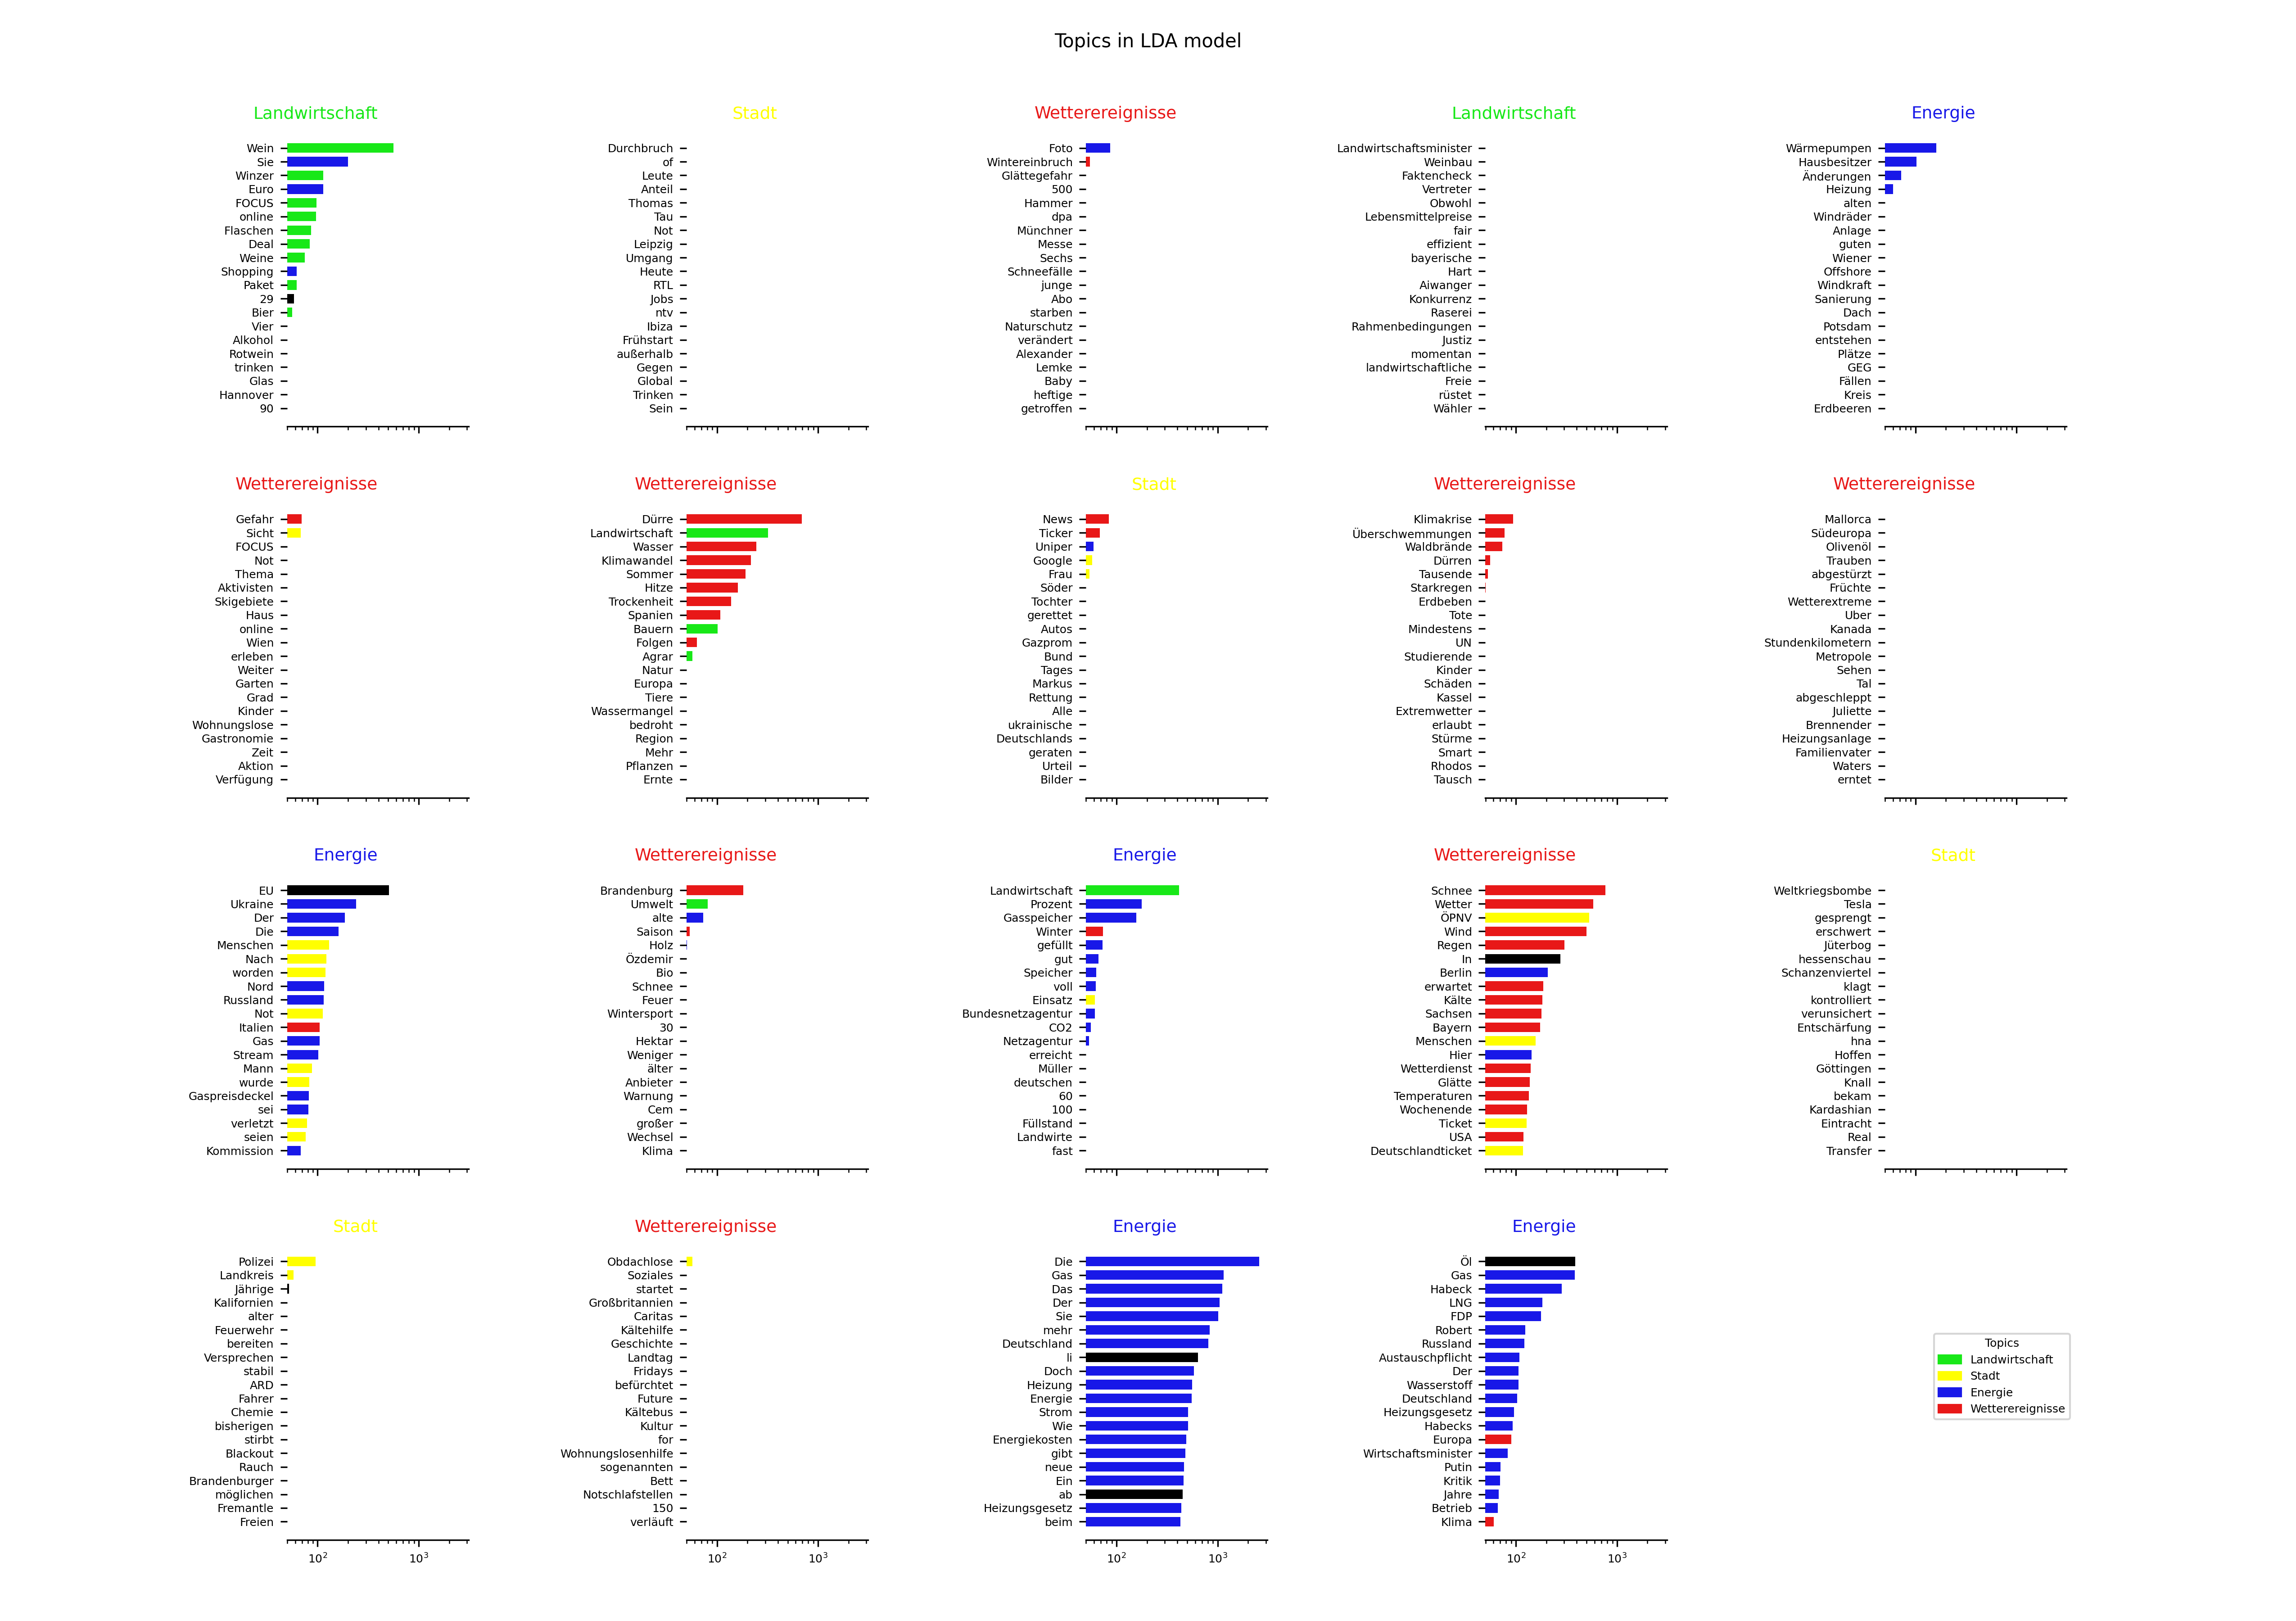 Topics in LDA model
Landwirtschaft
Wein
Sie
Winzer
Euro
FOCUS
online
Flaschen
Deal
Weine
Shopping
Paket
29
Bier
Vier
Alkohol
Rotwein
trinken
Glas
Hannover
90
Stadt
Durchbruch
of
Leute
Anteil
Thomas
Tau
Not
Leipzig
Umgang
Heute
RTL
Jobs
ntv
Ibiza
Frühstart
außerhalb
Gegen
Global
Trinken
Sein
Wetterereignisse
Foto
Wintereinbruch
Glättegefahr
500
Hammer
dpa
Münchner
Messe
Sechs
Schneefälle
junge
Abo
starben
Naturschutz
verändert
Alexander
Lemke
Baby
heftige
getroffen
Landwirtschaft
Landwirtschaftsminister
Weinbau
Faktencheck
Vertreter
Obwohl
Lebensmittelpreise
fair
effizient
bayerische
Hart
Aiwanger
Konkurrenz
Raserei
Rahmenbedingungen
Justiz
momentan
landwirtschaftliche
Freie
rüstet
Wähler
Energie
Wärmepumpen
Hausbesitzer
Änderungen
Heizung
alten
Windräder
Anlage
guten
Wiener
Offshore
Windkraft
Sanierung
Dach
Potsdam
entstehen
Plätze
GEG
Fällen
Kreis
Erdbeeren
Wetterereignisse
Gefahr
Sicht
FOCUS
Not
Thema
Aktivisten
Skigebiete
Haus
online
Wien
erleben
Weiter
Garten
Grad
Kinder
Wohnungslose
Gastronomie
Zeit
Aktion
Verfügung
Wetterereignisse
Dürre
Landwirtschaft
Wasser
Klimawandel
Sommer
Hitze
Trockenheit
Spanien
Bauern
Folgen
Agrar
Natur
Europa
Tiere
Wassermangel
bedroht
Region
Mehr
Pflanzen
Ernte
Stadt
News
Ticker
Uniper
Google
Frau
Söder
Tochter
gerettet
Autos
Gazprom
Bund
Tages
Markus
Rettung
Alle
ukrainische
Deutschlands
geraten
Urteil
Bilder
Wetterereignisse
Klimakrise
Überschwemmungen
Waldbrände
Dürren
Tausende
Starkregen
Erdbeben
Tote
Mindestens
UN
Studierende
Kinder
Schäden
Kassel
Extremwetter
erlaubt
Stürme
Smart
Rhodos
Tausch
Wetterereignisse
Mallorca
Südeuropa
Olivenöl
Trauben
abgestürzt
Früchte
Wetterextreme
Uber
Kanada
Stundenkilometern
Metropole
Sehen
Tal
abgeschleppt
Juliette
Brennender
Heizungsanlage
Familienvater
Waters
erntet
Energie
EU
Ukraine
Der
Die
Menschen
Nach
worden
Nord
Russland
Not
Italien
Gas
Stream
Mann
wurde
Gaspreisdeckel
sei
verletzt
seien
Kommission
Wetterereignisse
Brandenburg
Umwelt
alte
Saison
Holz
Özdemir
Bio
Schnee
Feuer
Wintersport
30
Hektar
Weniger
älter
Anbieter
Warnung
Cem
großer
Wechsel
Klima
Energie
Landwirtschaft
Prozent
Gasspeicher
Winter
gefüllt
gut
Speicher
voll
Einsatz
Bundesnetzagentur
CO2
Netzagentur
erreicht
Müller
deutschen
60
100
Füllstand
Landwirte
fast
Wetterereignisse
Schnee
Wetter
ÖPNV
Wind
Regen
In
Berlin
erwartet
Kälte
Sachsen
Bayern
Menschen
Hier
Wetterdienst
Glätte
Temperaturen
Wochenende
Ticket
USA
Deutschlandticket
Stadt
Weltkriegsbombe
Tesla
gesprengt
erschwert
Jüterbog
hessenschau
Schanzenviertel
klagt
kontrolliert
verunsichert
Entschärfung
hna
Hoffen
Göttingen
Knall
bekam
Kardashian
Eintracht
Real
Transfer
Stadt
Polizei
Landkreis
Jährige
Kalifornien
alter
Feuerwehr
bereiten
Versprechen
stabil
ARD
Fahrer
Chemie
bisherigen
stirbt
Blackout
Rauch
Brandenburger
möglichen
Fremantle
Freien
10² 10³
Wetterereignisse
Obdachlose
Soziales
startet
Großbritannien
Caritas
Kältehilfe
Geschichte
Landtag
Fridays
befürchtet
Future
Kältebus
Kultur
for
Wohnungslosenhilfe
sogenannten
Bett
Notschlafstellen
150
verläuft
10² 10³
Energie
Die
Gas
Das
Der
Sie
mehr
Deutschland
li
Doch
Heizung
Energie
Strom
Wie
Energiekosten
gibt
neue
Ein
ab
Heizungsgesetz
beim
10² 10³
Energie
Öl
Gas
Habeck
LNG
FDP
Robert
Russland
Austauschpflicht
Der
Wasserstoff
Deutschland
Heizungsgesetz
Habecks
Europa
Wirtschaftsminister
Putin
Kritik
Jahre
Betrieb
Klima
10² 10³
Topics
Landwirtschaft
Stadt
Energie
Wetterereignisse